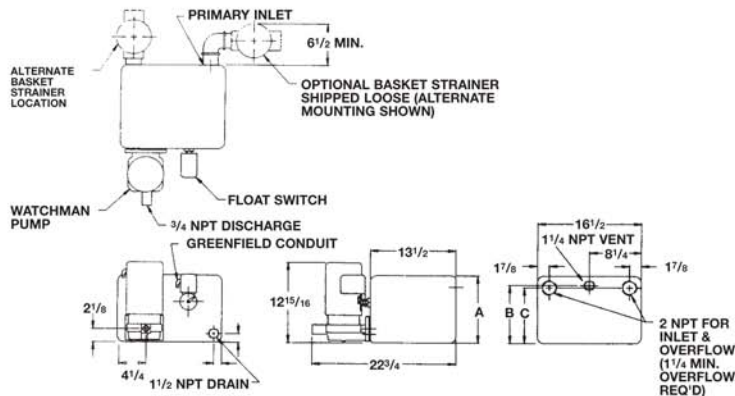 PRIMARY INLET
6 1/2 MIN.
ALTERNATE
BASKET
STRAINER
LOCATION
OPTIONAL BASKET STRAINER
SHIPPED LOOSE (ALTERNATE
MOUNTING SHOWN)
FLOAT SWITCH
WATCHMAN
PUMP
3/4 NPT DISCHARGE
GREENFIELD CONDUIT
2 1/8
4 1/4
1 1/2 NPT DRAIN
13 1/2
12 15/16
A
22 3/4
16 1/2
1 1/4 NPT VENT
8 1/4
1 7/8
1 7/8
B
C
2 NPT FOR
INLET &
OVERFLOW
(1 1/4 MIN.
OVERFLOW
REQ'D)